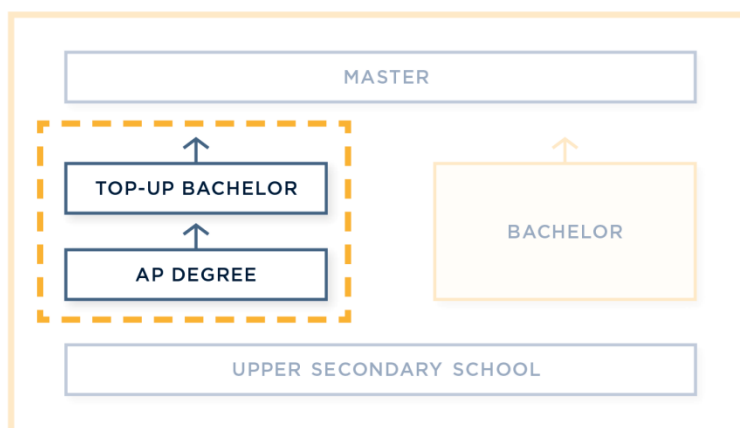 MASTER
TOP-UP BACHELOR
BACHELOR
AP DEGREE
UPPER SECONDARY SCHOOL